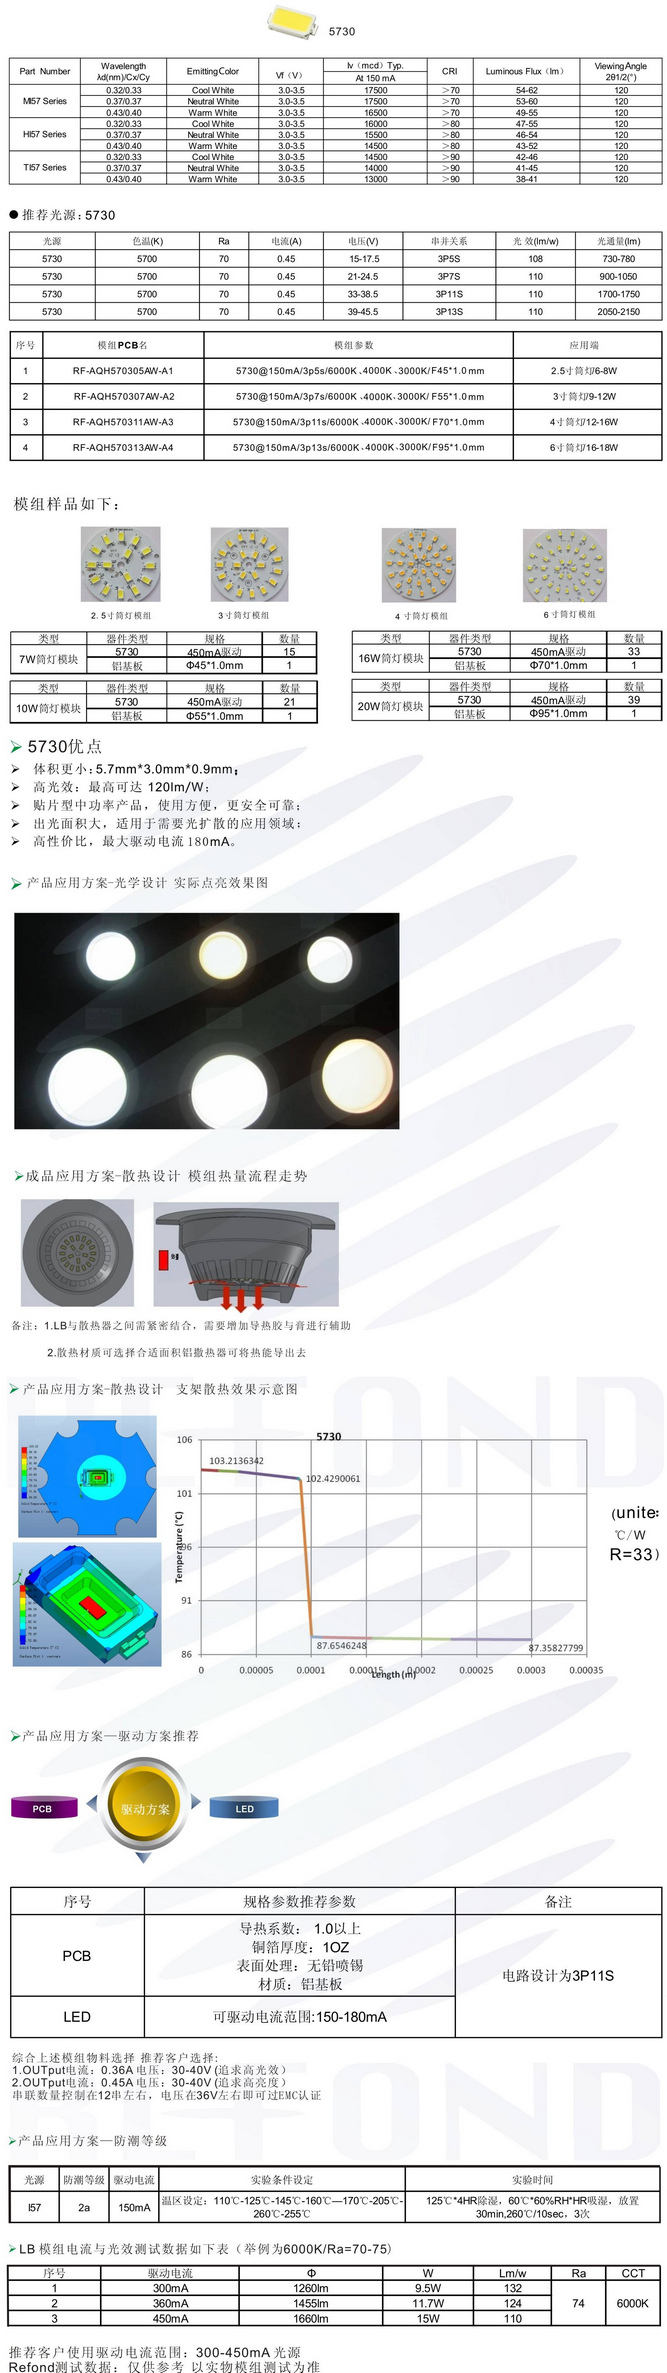 5730
Part Number Wavelength λd(nm)/Cx/Cy EmittingColor Vf（V） Iv（mcd）Typ. At 150 mA CRI Luminous Flux（lm） ViewingAngle 2θ1/2(°)
MI57 Series 0.32/0.33 Cool White 3.0-3.5 17500 ＞70 54-62 120
0.37/0.37 Neutral White 3.0-3.5 17500 ＞70 53-60 120
0.43/0.40 Warm White 3.0-3.5 16500 ＞70 49-55 120
HI57 Series 0.32/0.33 Cool White 3.0-3.5 16000 ＞80 47-55 120
0.37/0.37 Neutral White 3.0-3.5 15500 ＞80 46-54 120
0.43/0.40 Warm White 3.0-3.5 14500 ＞80 43-52 120
TI57 Series 0.32/0.33 Cool White 3.0-3.5 14500 ＞90 42-46 120
0.37/0.37 Neutral White 3.0-3.5 14000 ＞90 41-45 120
0.43/0.40 Warm White 3.0-3.5 13000 ＞90 38-41 120
●推荐光源：5730
光源 色温(K) Ra 电流(A) 电压(V) 串并关系 光 效(lm/w) 光通量(lm)
5730 5700 70 0.45 15-17.5 3P5S 108 730-780
5730 5700 70 0.45 21-24.5 3P7S 110 900-1050
5730 5700 70 0.45 33-38.5 3P11S 110 1700-1750
5730 5700 70 0.45 39-45.5 3P13S 110 2050-2150
序号 模组PCB名 模组参数 应用端
1 RF-AQH570305AW-A1 5730@150mA/3p5s/6000K、4000K、3000K/F45*1.0mm 2.5寸筒灯/6-8W
2 RF-AQH570307AW-A2 5730@150mA/3p7s/6000K、4000K、3000K/ F55*1.0mm 3寸筒灯/9-12W
3 RF-AQH570311AW-A3 5730@150mA/3p11s/6000K、4000K、3000K/ F70*1.0mm 4寸筒灯/12-16W
4 RF-AQH570313AW-A4 5730@150mA/3p13s/6000K、4000K、3000K/ F95*1.0mm 6寸筒灯/16-18W
模组样品如下：
2.5寸筒灯模组 3寸筒灯模组 4寸筒灯模组 6寸筒灯模组
类型 器件类型 规格 数量
7W筒灯模块 5730 450mA驱动 15
铝基板 Φ45*1.0mm 1
类型 器件类型 规格 数量
16W筒灯模块 5730 450mA驱动 33
铝基板 Φ70*1.0mm 1
类型 器件类型 规格 数量
10W筒灯模块 5730 450mA驱动 21
铝基板 Φ55*1.0mm 1
类型 器件类型 规格 数量
20W筒灯模块 5730 450mA驱动 39
铝基板 Φ95*1.0mm 1
➢ 5730优点
➢ 体积更小：5.7mm*3.0mm*0.9mm；
➢ 高光效：最高可达 120lm/W；
➢ 贴片型中功率产品，使用方便，更安全可靠；
➢ 出光面积大，适用于需要光扩散的应用领域；
➢ 高性价比，最大驱动电流180mA。
➢ 产品应用方案-光学设计 实际点亮效果图
➢成品应用方案-散热设计 模组热量流程走势
备注：1.LB与散热器之间需紧密结合，需要增加导热胶与膏进行辅助
2.散热材质可选择合适面积铝散热器可将热能导出去
➢ 产品应用方案-散热设计 支架散热效果示意图
REFOND
5730
106
101
96
91
86
103.2136342
102.4290061
87.6546248
87.35827799
Temperature (℃)
0 0.00005 0.0001 0.00015 0.0002 0.00025 0.0003 0.00035
Length (m)
(unite:
℃/W
R=33)
➢产品应用方案—驱动方案推荐
PCB 驱动方案 LED
序号 规格参数推荐参数 备注
PCB 导热系数： 1.0以上
铜箔厚度：1OZ
表面处理：无铅喷锡
材质：铝基板
电路设计为3P11S
LED 可驱动电流范围:150-180mA
综合上述模组物料选择 推荐客户选择:
1.OUTput电流：0.36A 电压：30-40V (追求高光效)
2.OUTput电流：0.45A 电压：30-40V (追求高亮度)
串联数量控制在12串左右，电压在36V左右即可过EMC认证
REFOND
➢产品应用方案—防潮等级
光源 防潮等级 驱动电流 实验条件设定 实验时间
I57 2a 150mA 温区设定：110℃-125℃-145℃-160℃—170℃-205℃-260℃-255℃ 125℃*4HR除湿，60℃*60%RH*HR吸湿，放置30min,260℃/10sec，3次
➢LB 模组电流与光效测试数据如下表（举例为6000K/Ra=70-75）
序号 驱动电流 Φ W Lm/w Ra CCT
1 300mA 1260lm 9.5W 132 74 6000K
2 360mA 1455lm 11.7W 124
3 450mA 1660lm 15W 110
推荐客户使用驱动电流范围：300-450mA 光源
Refond测试数据：仅供参考 以实物模组测试为准